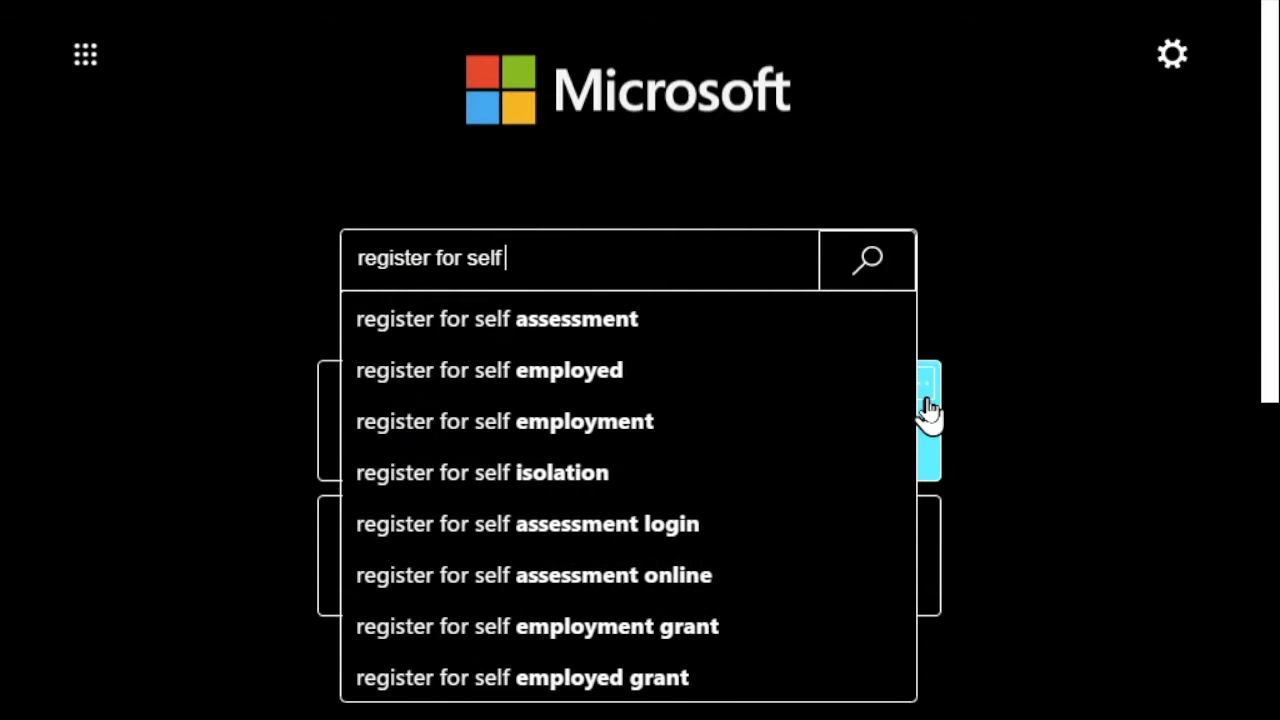 Microsoft
register for self
register for self assessment
register for self employed
register for self employment
register for self isolation
register for self assessment login
register for self assessment online
register for self employment grant
register for self employed grant